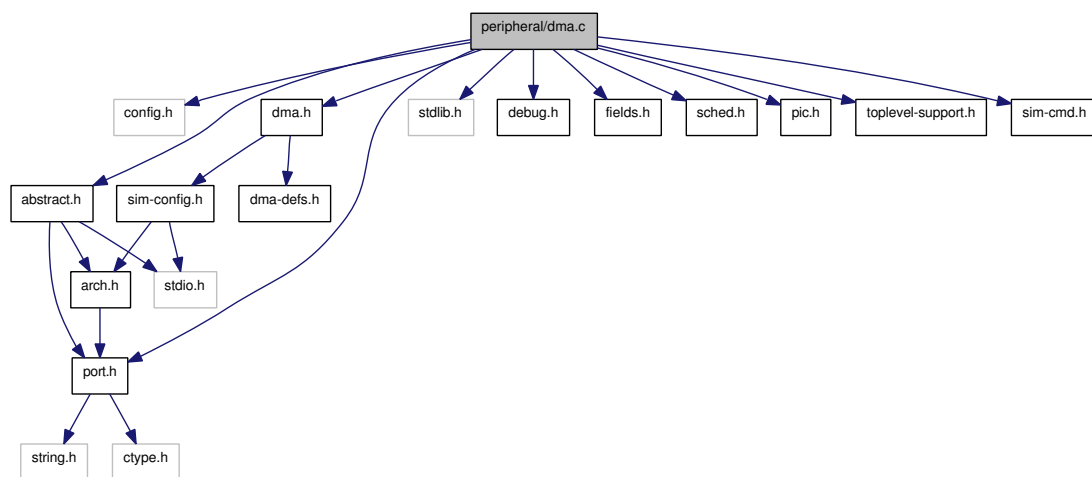 peripheral/dma.c
config.h
dma.h
stdlib.h
debug.h
fields.h
sched.h
pic.h
toplevel-support.h
sim-cmd.h
abstract.h
sim-config.h
dma-defs.h
arch.h
stdio.h
port.h
string.h
ctype.h